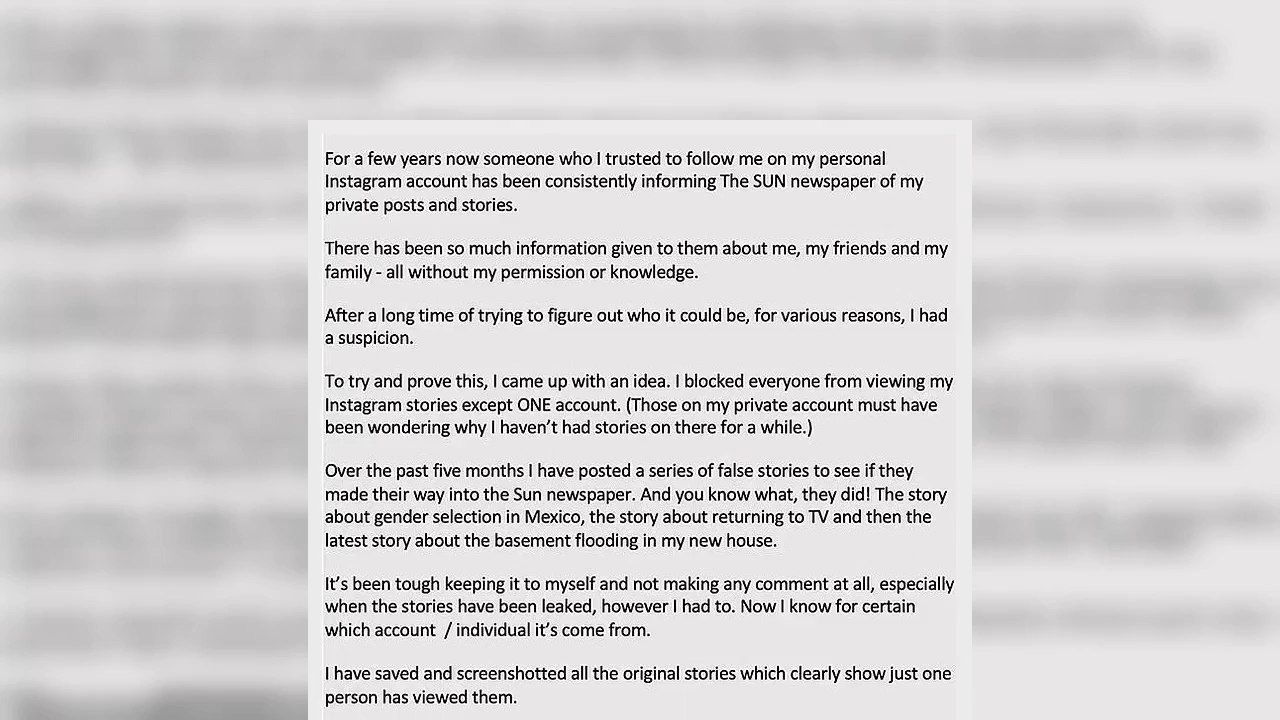 For a few years now someone who I trusted to follow me on my personal
Instagram account has been consistently informing The SUN newspaper of my
private posts and stories.
There has been so much information given to them about me, my friends and my
family - all without my permission or knowledge.
After a long time of trying to figure out who it could be, for various reasons, I had
a suspicion.
To try and prove this, I came up with an idea. I blocked everyone from viewing my
Instagram stories except ONE account. (Those on my private account must have
been wondering why I haven’t had stories on there for a while.)
Over the past five months I have posted a series of false stories to see if they
made their way into the Sun newspaper. And you know what, they did! The story
about gender selection in Mexico, the story about returning to TV and then the
latest story about the basement flooding in my new house.
It’s been tough keeping it to myself and not making any comment at all, especially
when the stories have been leaked, however I had to. Now I know for certain
which account / individual it’s come from.
I have saved and screenshotted all the original stories which clearly show just one
person has viewed them.